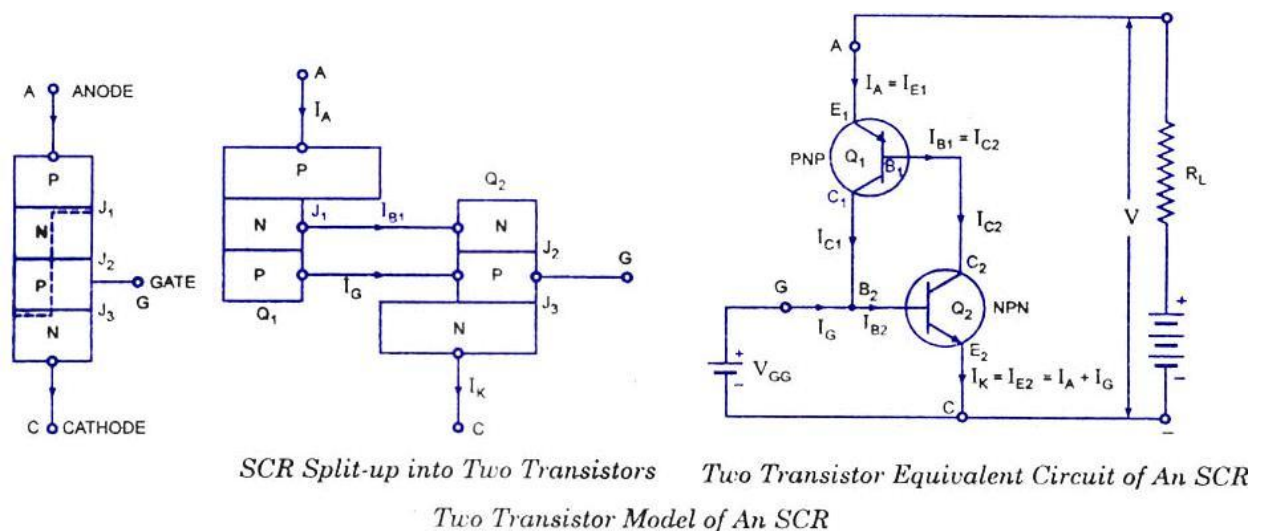 A ANODE
P
J1
N
J2
P
GATE
G
J3
N
C CATHODE
A
IA
P
Q2
N
J1
IB1
N
J2
P
IG
P
G
Q1
J3
N
IK
C
SCR Split-up into Two Transistors
A
IA = IE1
E1
PNP
Q1
B1
IB1 = IC2
C1
RL
V
IC1
IC2
C2
G
B2
Q2
NPN
IG
IB2
E2
+
VGG
-
IK = IE2 = IA + IG
C
+
-
-
Two Transistor Equivalent Circuit of An SCR
Two Transistor Model of An SCR